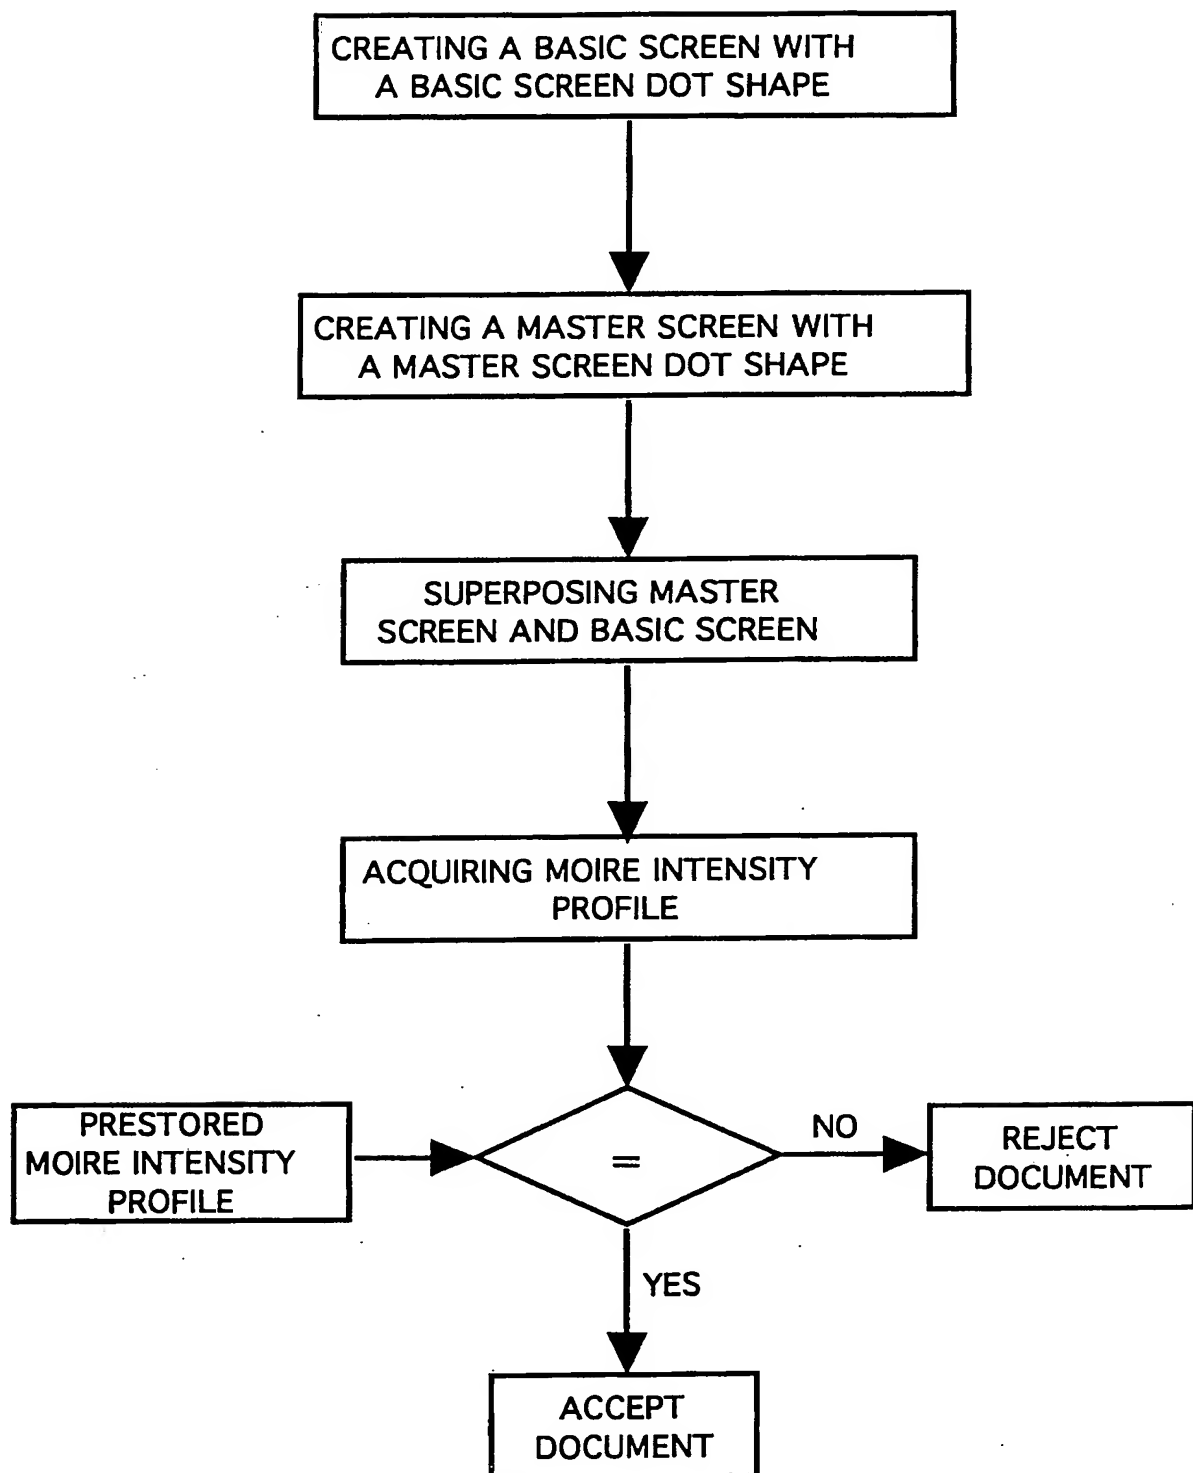 CREATING A BASIC SCREEN WITH
A BASIC SCREEN DOT SHAPE
CREATING A MASTER SCREEN WITH
A MASTER SCREEN DOT SHAPE
SUPERPOSING MASTER
SCREEN AND BASIC SCREEN
ACQUIRING MOIRE INTENSITY
PROFILE
PRESTORED
MOIRE INTENSITY
PROFILE
=
NO
REJECT
DOCUMENT
YES
ACCEPT
DOCUMENT